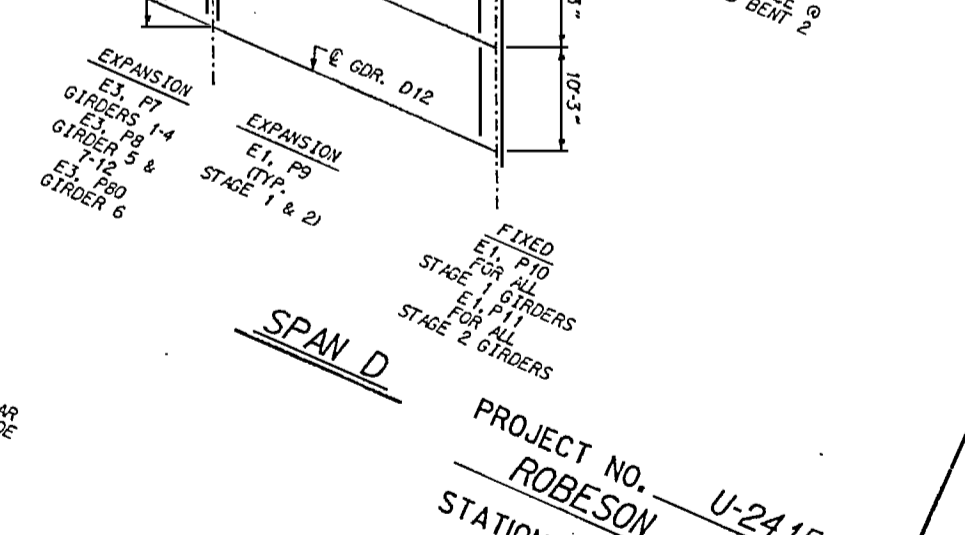 BENT 2
10'-3"
℄ GDR. D12
EXPANSION
E3, P7
GIRDERS 1-4
E3, P8
GIRDER 5 &
7-12
E3, P80
GIRDER 6
EXPANSION
E1, P9
(TYP.
STAGE 1 & 2)
FIXED
E1, P10
FOR ALL
STAGE 1 GIRDERS
E1, P11
FOR ALL
STAGE 2 GIRDERS
SPAN D
PROJECT NO.
ROBESON
STATION